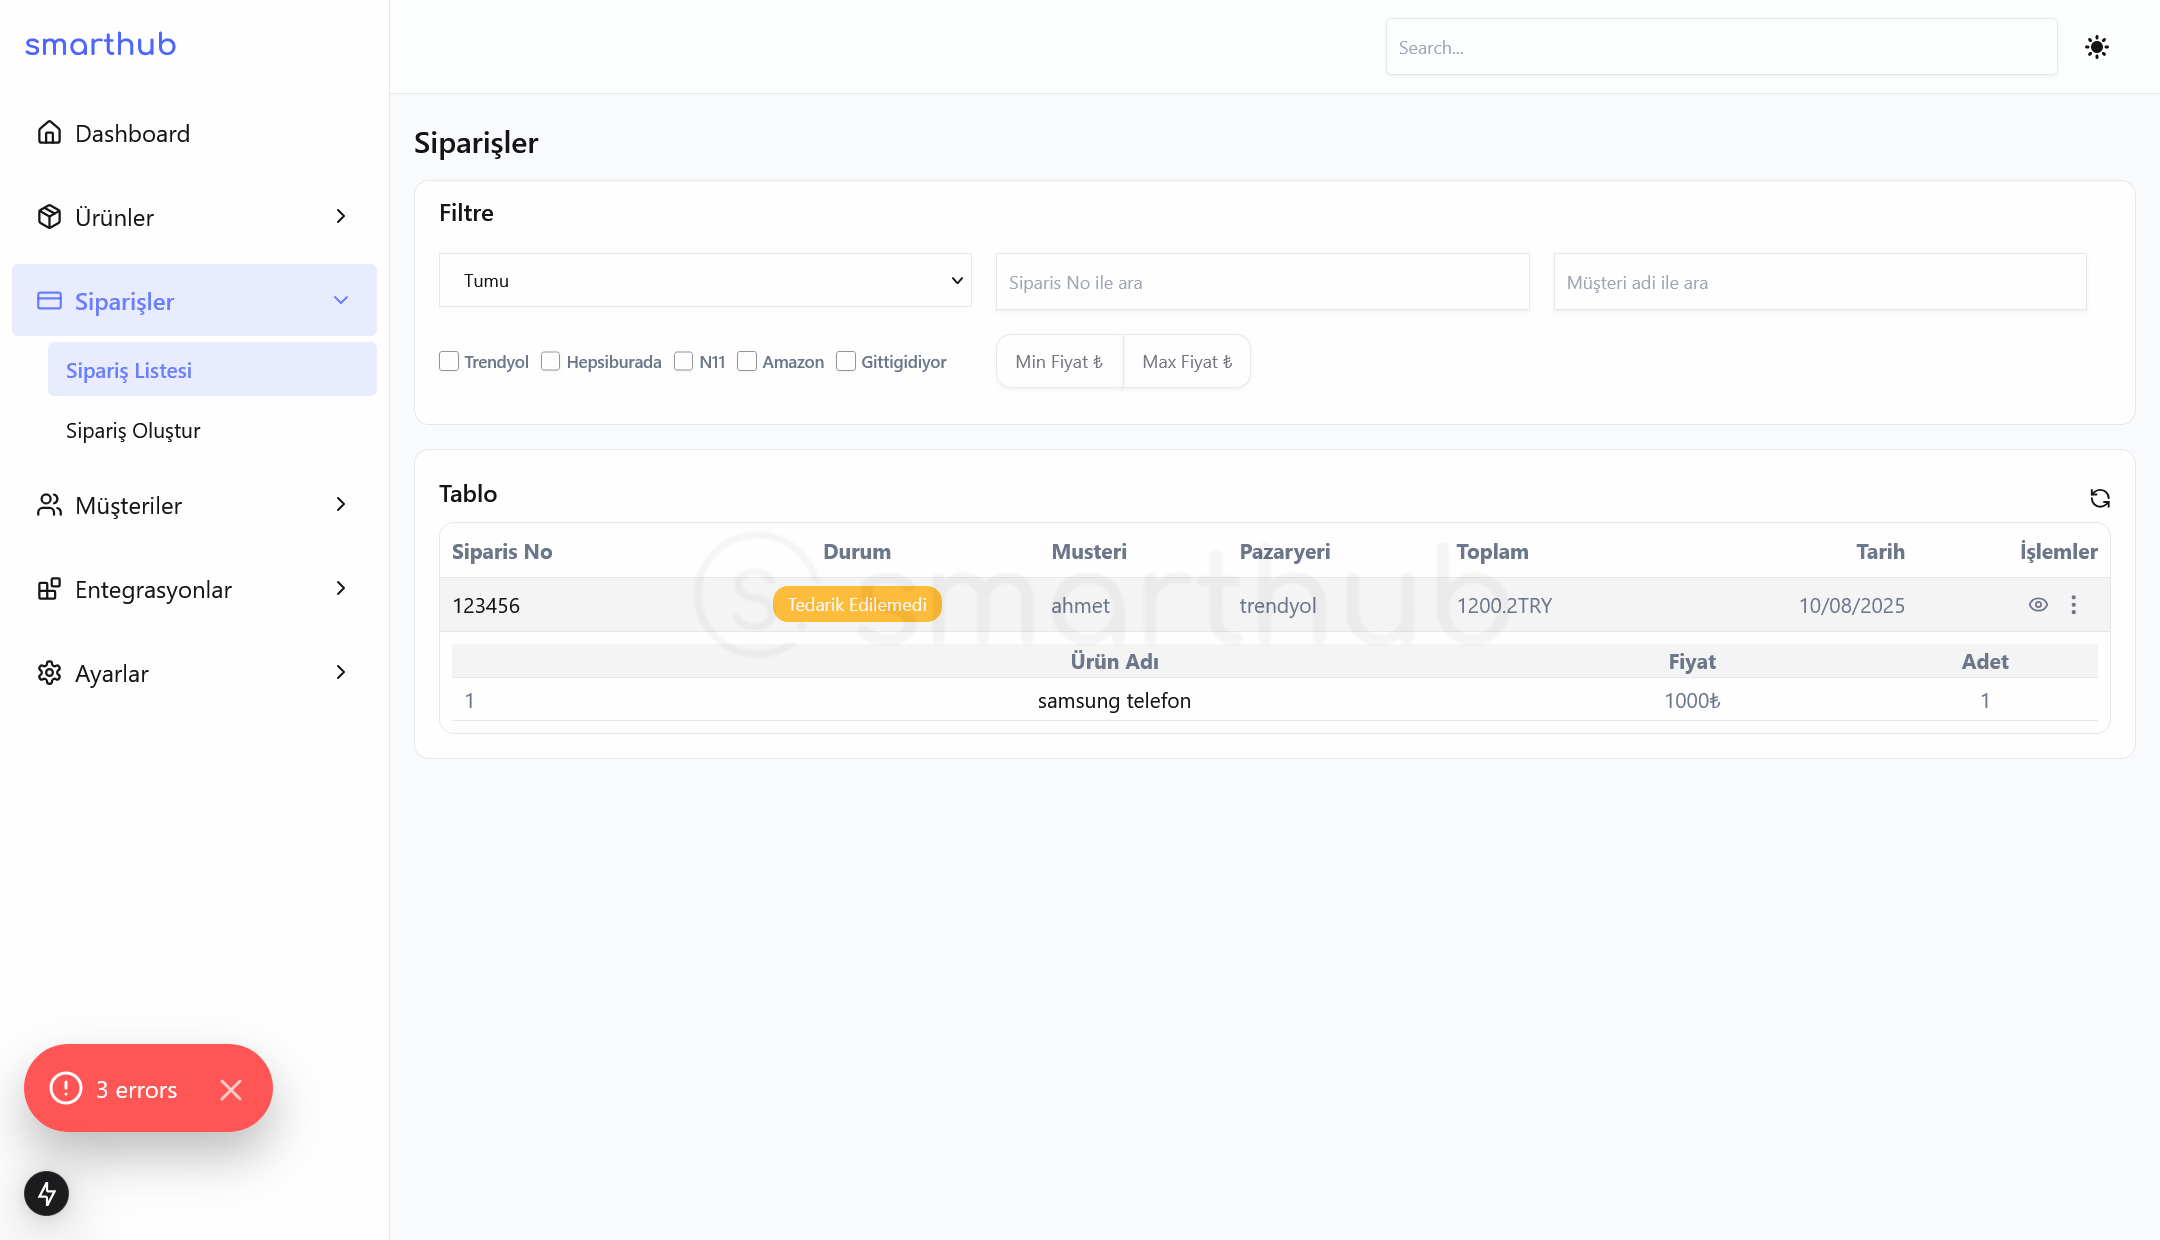 smarthub
Search...
Dashboard
Ürünler
Siparişler
Sipariş Listesi
Sipariş Oluştur
Müşteriler
Entegrasyonlar
Ayarlar
3 errors
Siparişler
Filtre
Tumu
Siparis No ile ara
Müşteri adi ile ara
Trendyol Hepsiburada N11 Amazon Gittigidiyor
Min Fiyat ₺ Max Fiyat ₺
Tablo
Siparis No Durum Musteri Pazaryeri Toplam Tarih İşlemler
123456 Tedarik Edilemedi ahmet trendyol 1200.2TRY 10/08/2025
smarthub
Ürün Adı Fiyat Adet
1 samsung telefon 1000₺ 1